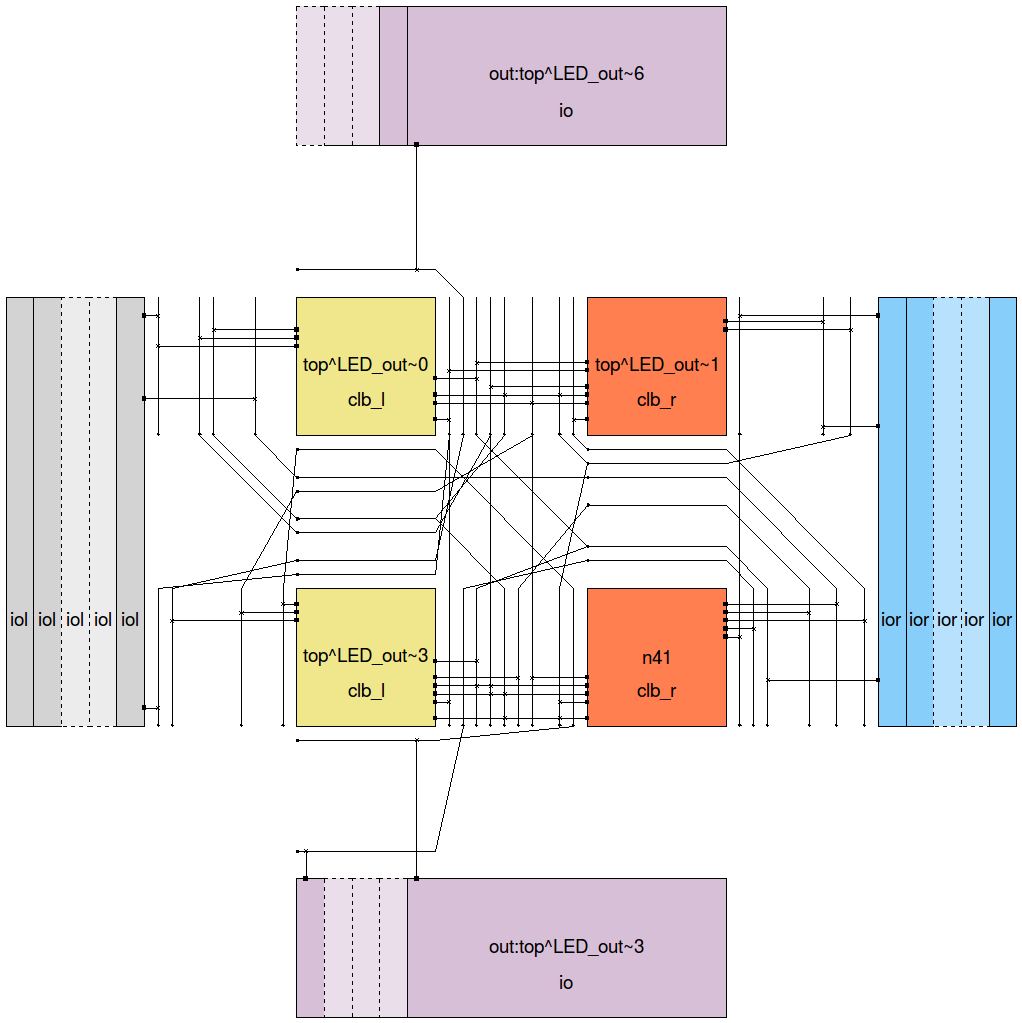 out:top^LED_out~6
io
top^LED_out~0
clb_l
top^LED_out~1
clb_r
iol iol iol iol iol
ior ior ior ior ior
top^LED_out~3
clb_l
n41
clb_r
out:top^LED_out~3
io